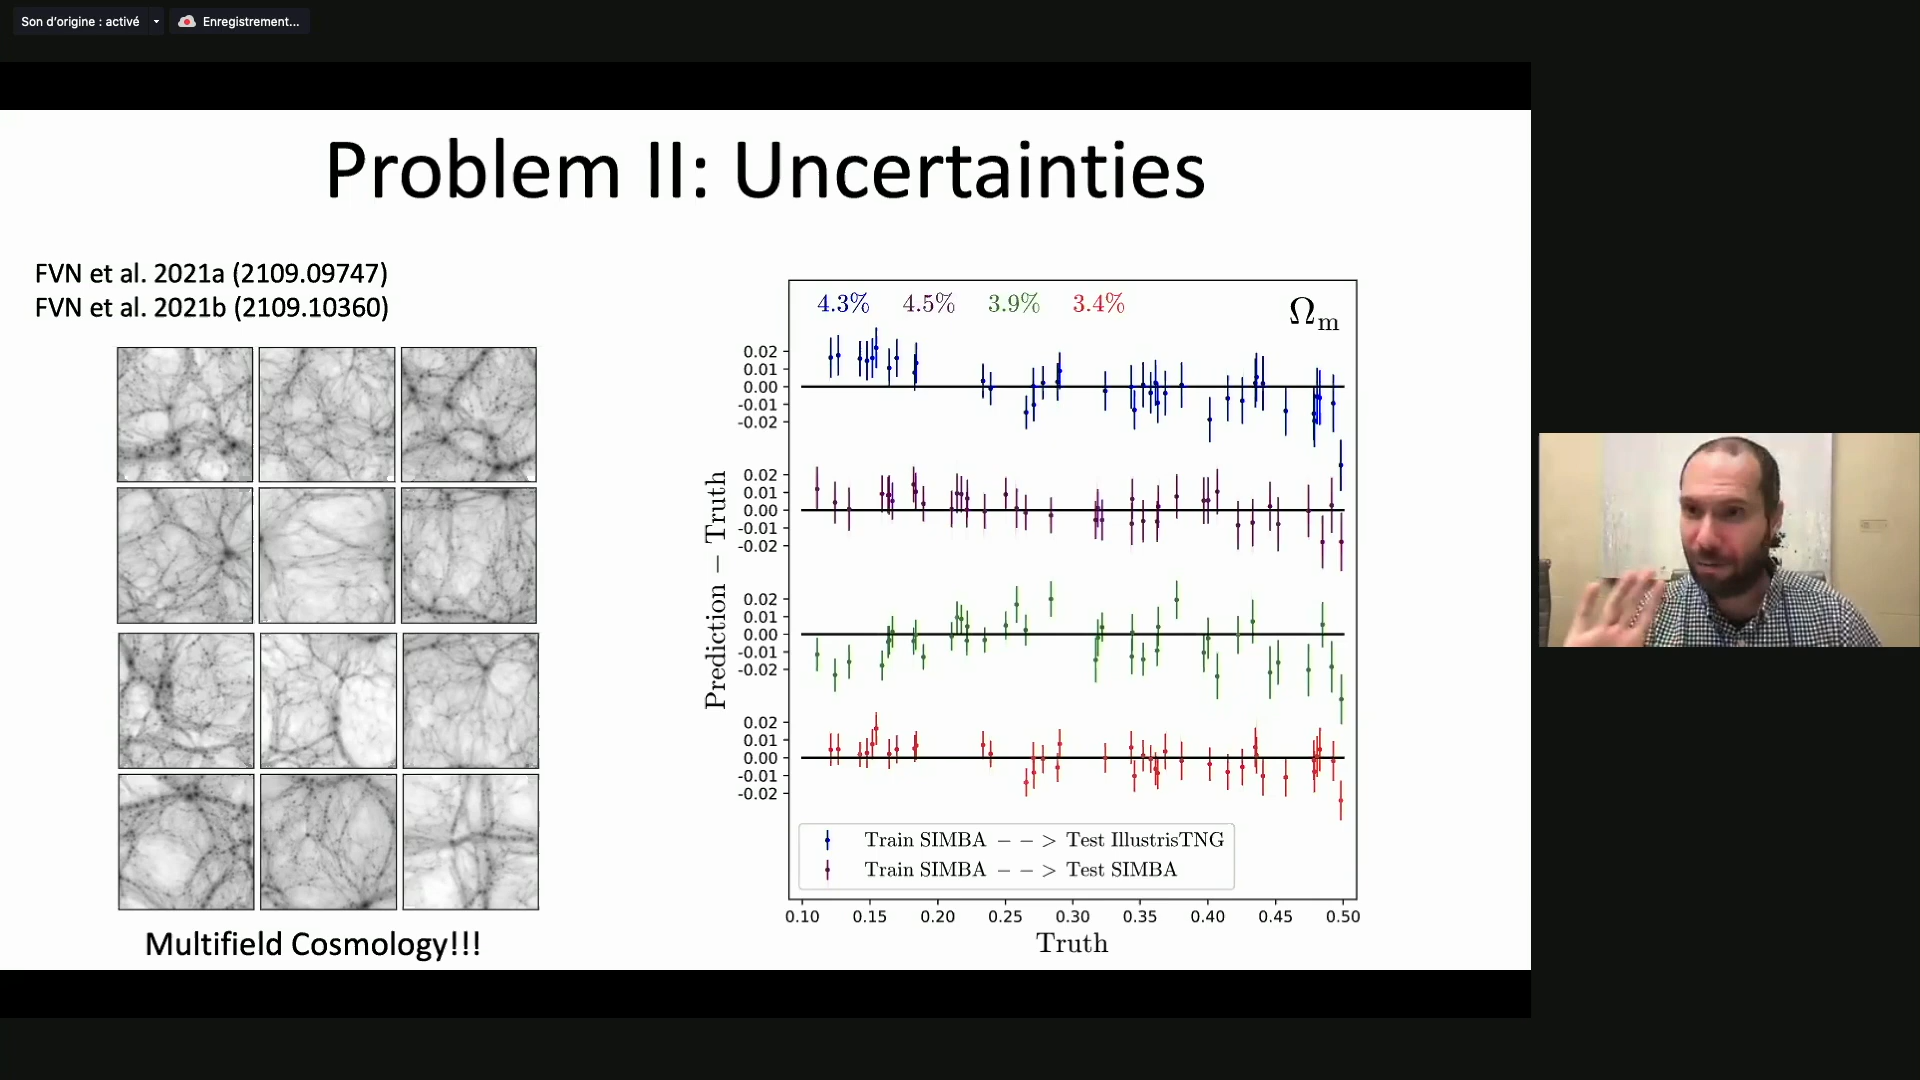 Son d'origine : activé
Enregistrement...
Problem II: Uncertainties
FVN et al. 2021a (2109.09747)
FVN et al. 2021b (2109.10360)
Multifield Cosmology!!!
4.3% 4.5% 3.9% 3.4%
Ωm
0.02
0.01
0.00
-0.01
-0.02
0.02
0.01
0.00
-0.01
-0.02
0.02
0.01
0.00
-0.01
-0.02
0.02
0.01
0.00
-0.01
-0.02
Prediction − Truth
Train SIMBA − − > Test IllustrisTNG
Train SIMBA − − > Test SIMBA
0.10 0.15 0.20 0.25 0.30 0.35 0.40 0.45 0.50
Truth